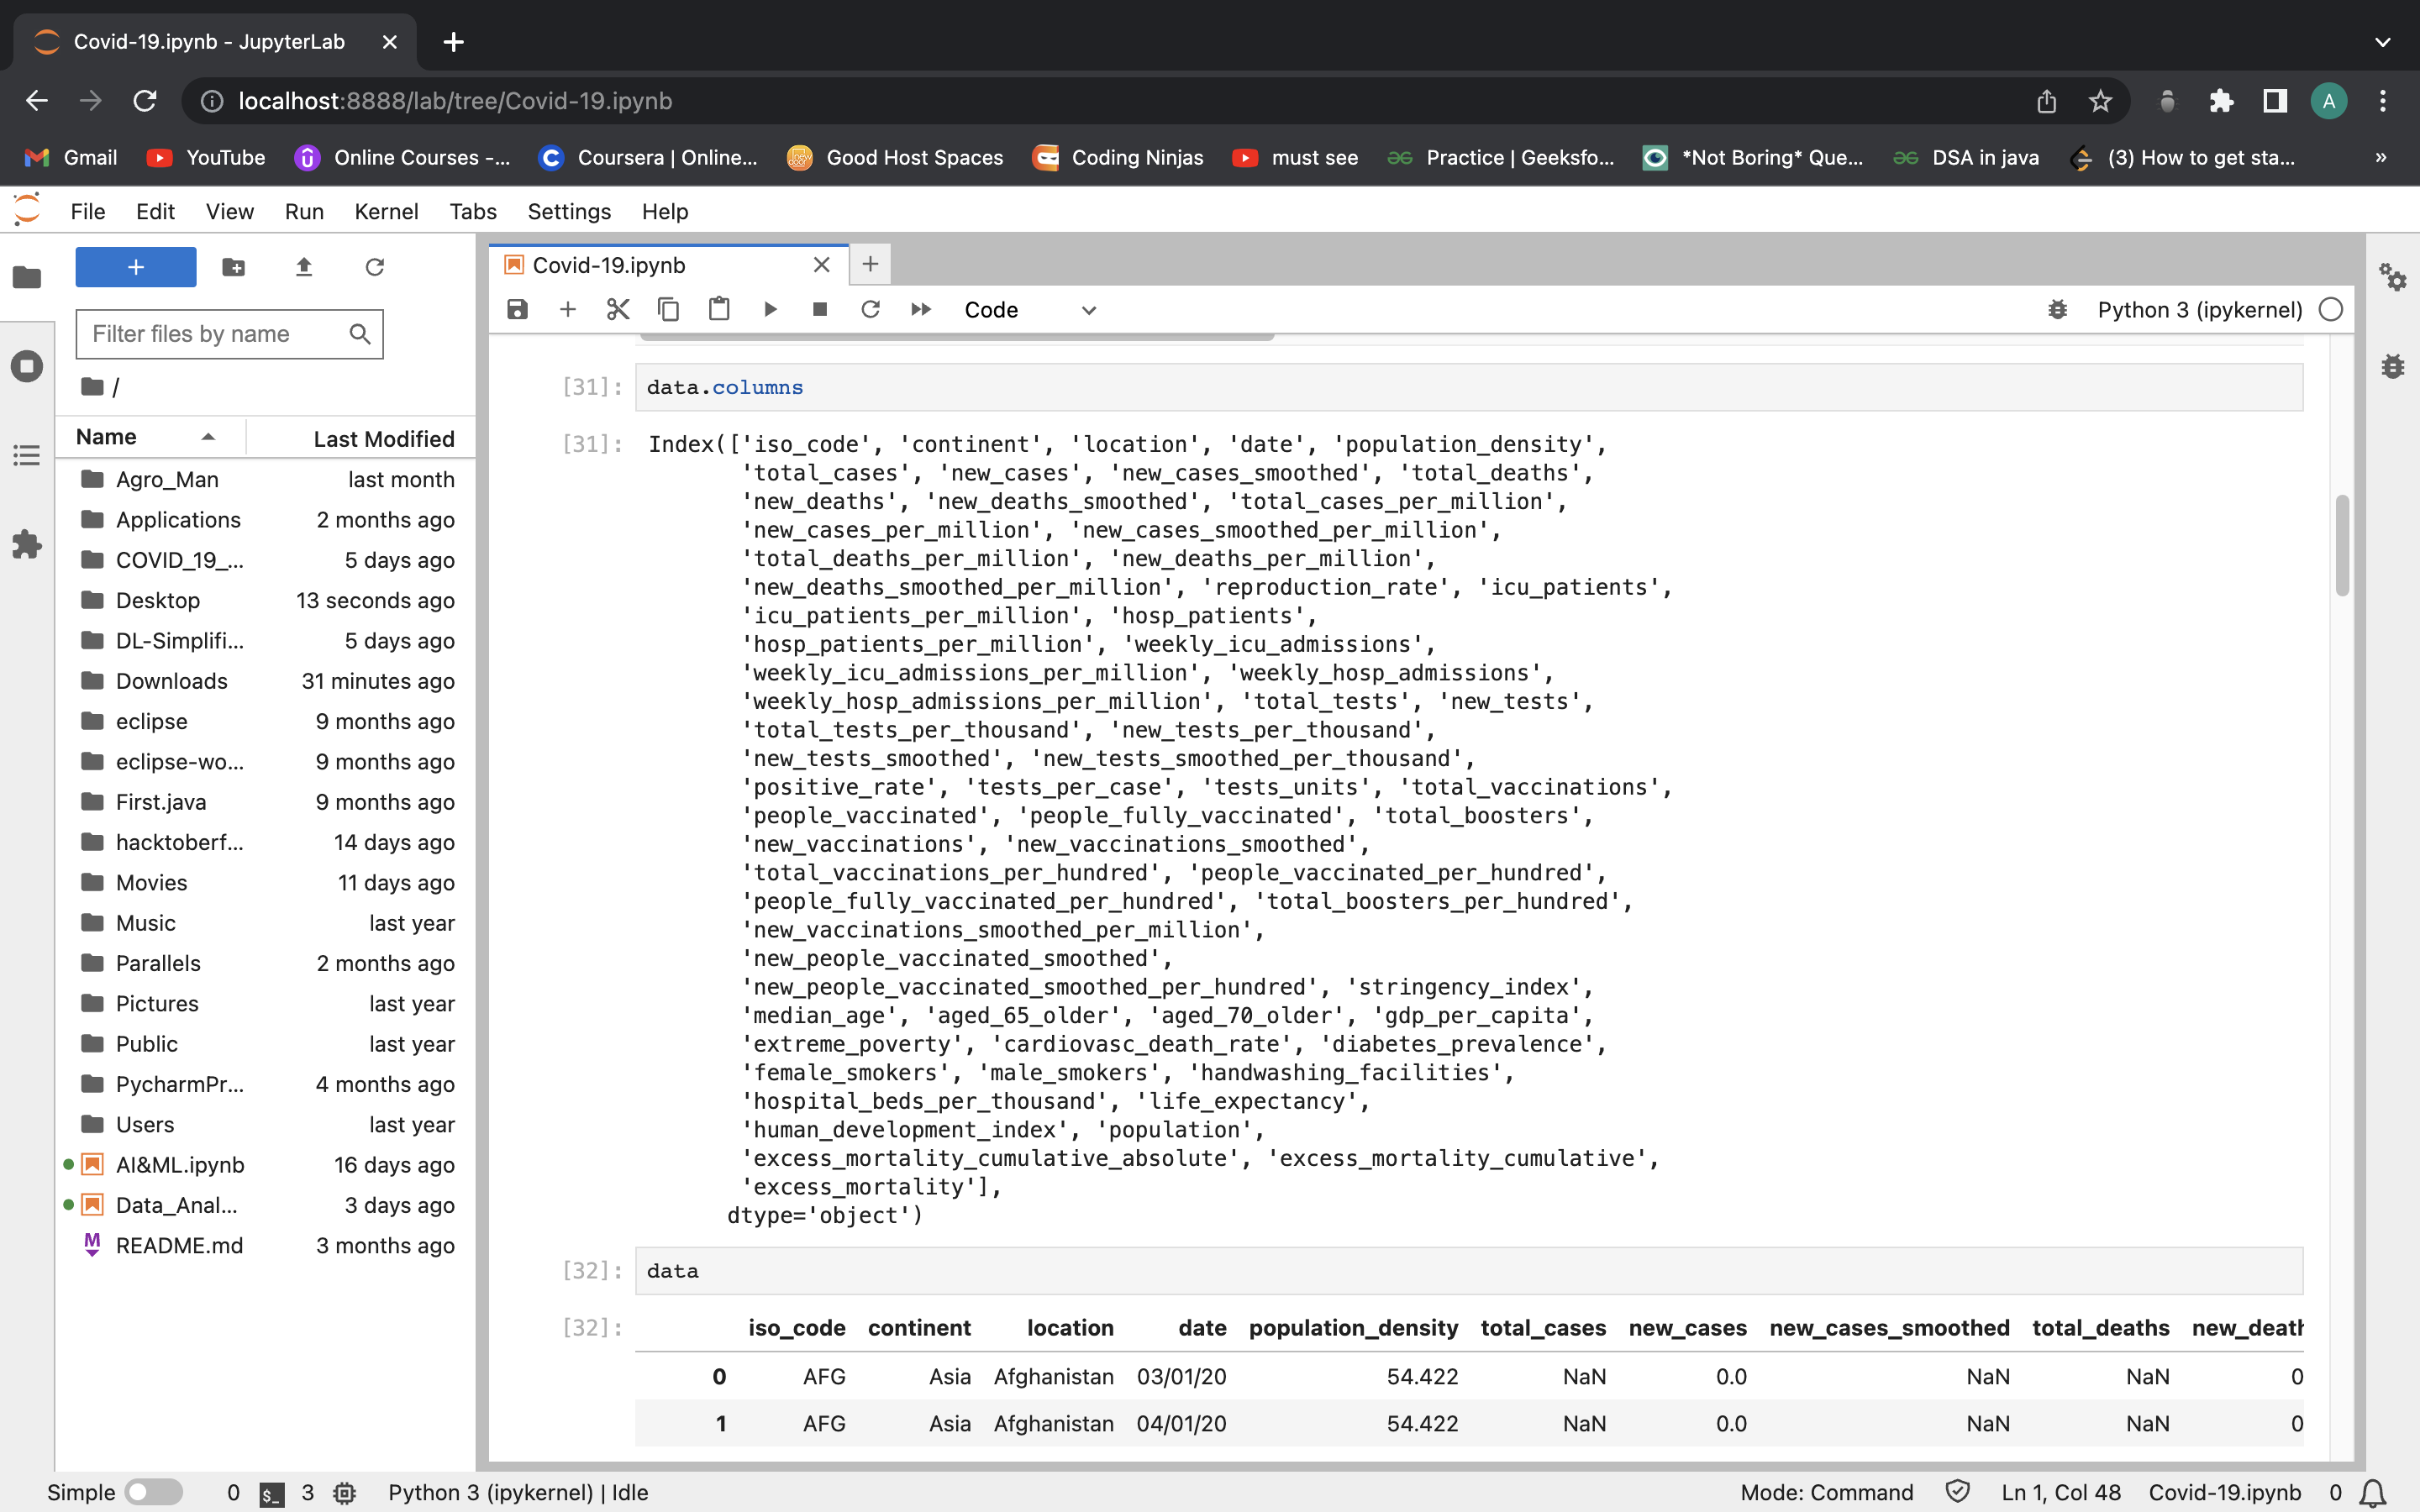 Covid-19.ipynb - JupyterLab
localhost:8888/lab/tree/Covid-19.ipynb
A
Gmail YouTube Online Courses -... Coursera | Online... Good Host Spaces Coding Ninjas must see Practice | Geeksfo... *Not Boring* Que... DSA in java (3) How to get sta... »
File Edit View Run Kernel Tabs Settings Help
Covid-19.ipynb
Code
Python 3 (ipykernel)
Filter files by name
/
Name Last Modified
Agro_Man last month
Applications 2 months ago
COVID_19_... 5 days ago
Desktop 13 seconds ago
DL-Simplifi... 5 days ago
Downloads 31 minutes ago
eclipse 9 months ago
eclipse-wo... 9 months ago
First.java 9 months ago
hacktoberf... 14 days ago
Movies 11 days ago
Music last year
Parallels 2 months ago
Pictures last year
Public last year
PycharmPr... 4 months ago
Users last year
AI&ML.ipynb 16 days ago
Data_Anal... 3 days ago
README.md 3 months ago
[31]: data.columns
[31]: Index(['iso_code', 'continent', 'location', 'date', 'population_density',
'total_cases', 'new_cases', 'new_cases_smoothed', 'total_deaths',
'new_deaths', 'new_deaths_smoothed', 'total_cases_per_million',
'new_cases_per_million', 'new_cases_smoothed_per_million',
'total_deaths_per_million', 'new_deaths_per_million',
'new_deaths_smoothed_per_million', 'reproduction_rate', 'icu_patients',
'icu_patients_per_million', 'hosp_patients',
'hosp_patients_per_million', 'weekly_icu_admissions',
'weekly_icu_admissions_per_million', 'weekly_hosp_admissions',
'weekly_hosp_admissions_per_million', 'total_tests', 'new_tests',
'total_tests_per_thousand', 'new_tests_per_thousand',
'new_tests_smoothed', 'new_tests_smoothed_per_thousand',
'positive_rate', 'tests_per_case', 'tests_units', 'total_vaccinations',
'people_vaccinated', 'people_fully_vaccinated', 'total_boosters',
'new_vaccinations', 'new_vaccinations_smoothed',
'total_vaccinations_per_hundred', 'people_vaccinated_per_hundred',
'people_fully_vaccinated_per_hundred', 'total_boosters_per_hundred',
'new_vaccinations_smoothed_per_million',
'new_people_vaccinated_smoothed',
'new_people_vaccinated_smoothed_per_hundred', 'stringency_index',
'median_age', 'aged_65_older', 'aged_70_older', 'gdp_per_capita',
'extreme_poverty', 'cardiovasc_death_rate', 'diabetes_prevalence',
'female_smokers', 'male_smokers', 'handwashing_facilities',
'hospital_beds_per_thousand', 'life_expectancy',
'human_development_index', 'population',
'excess_mortality_cumulative_absolute', 'excess_mortality_cumulative',
'excess_mortality'],
dtype='object')
[32]: data
[32]: iso_code continent location date population_density total_cases new_cases new_cases_smoothed total_deaths new_death
0 AFG Asia Afghanistan 03/01/20 54.422 NaN 0.0 NaN NaN 0
1 AFG Asia Afghanistan 04/01/20 54.422 NaN 0.0 NaN NaN 0
Simple 0 $_ 3 Python 3 (ipykernel) | Idle Mode: Command Ln 1, Col 48 Covid-19.ipynb 0